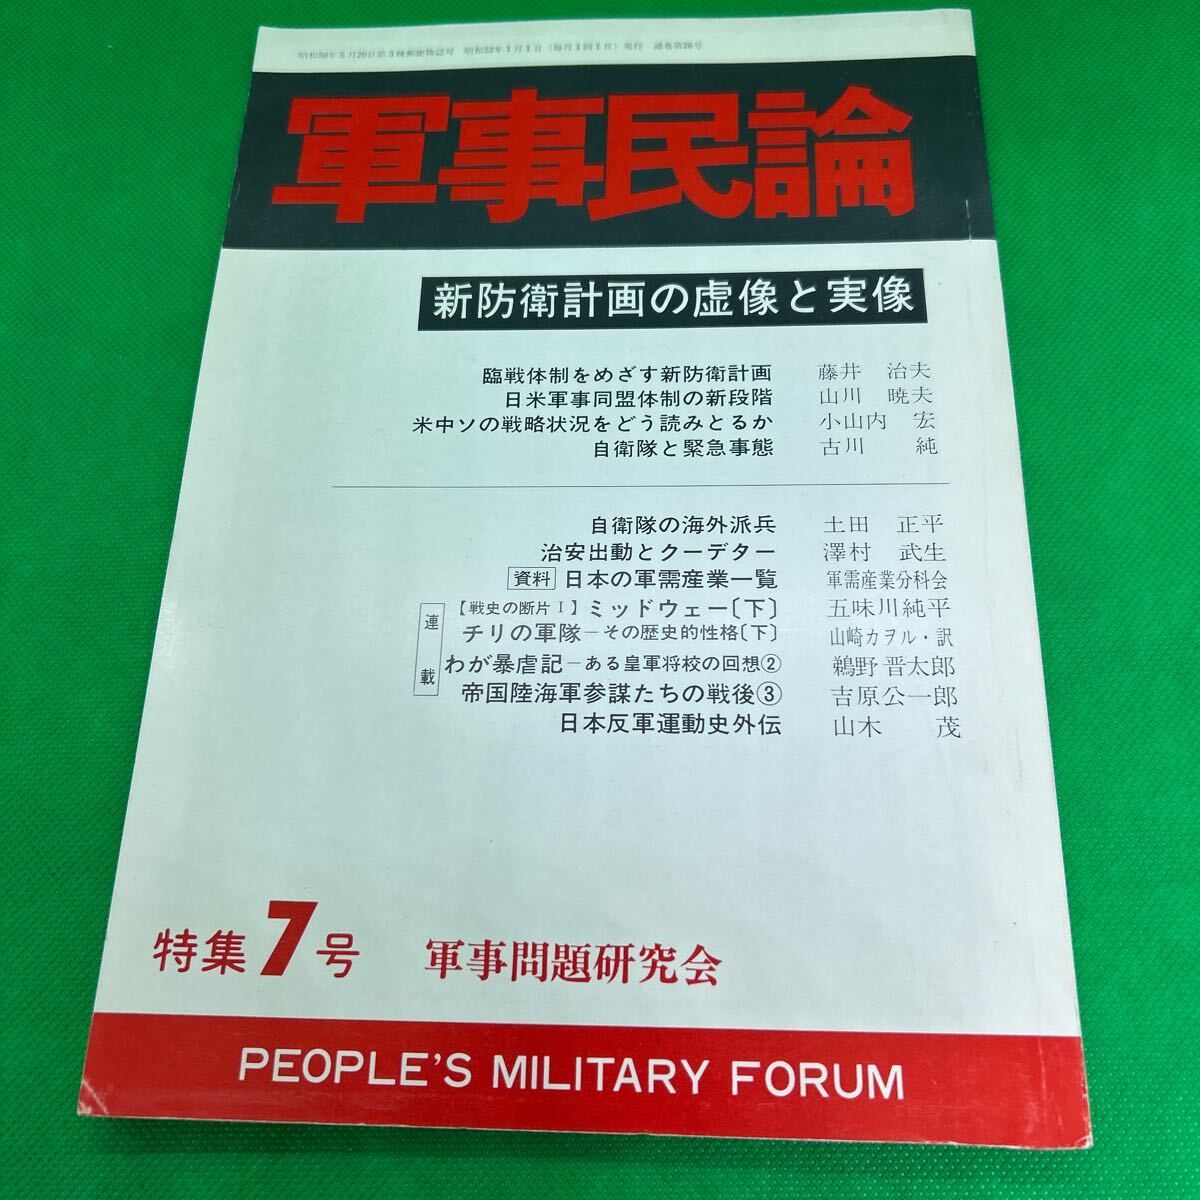 昭和50年5月20日第3種郵便物認可 昭和52年1月1日(毎月1回1日)発行 通巻第26号
軍事民論
新防衛計画の虚像と実像
臨戦体制をめざす新防衛計画 藤井 治夫
日米軍事同盟体制の新段階 山川 暁夫
米中ソの戦略状況をどう読みとるか 小山内 宏
自衛隊と緊急事態 古川 純
自衛隊の海外派兵 土田 正平
治安出動とクーデター 澤村 武生
資料 日本の軍需産業一覧 軍需産業分科会
連載
【戦史の断片Ⅰ】ミッドウェー〔下〕 五味川純平
チリの軍隊―その歴史的性格〔下〕 山崎カヲル・訳
わが暴虐記―ある皇軍将校の回想② 鵜野晋太郎
帝国陸海軍参謀たちの戦後③ 吉原公一郎
日本反軍運動史外伝 山木 茂
特集7号 軍事問題研究会
PEOPLE'S MILITARY FORUM